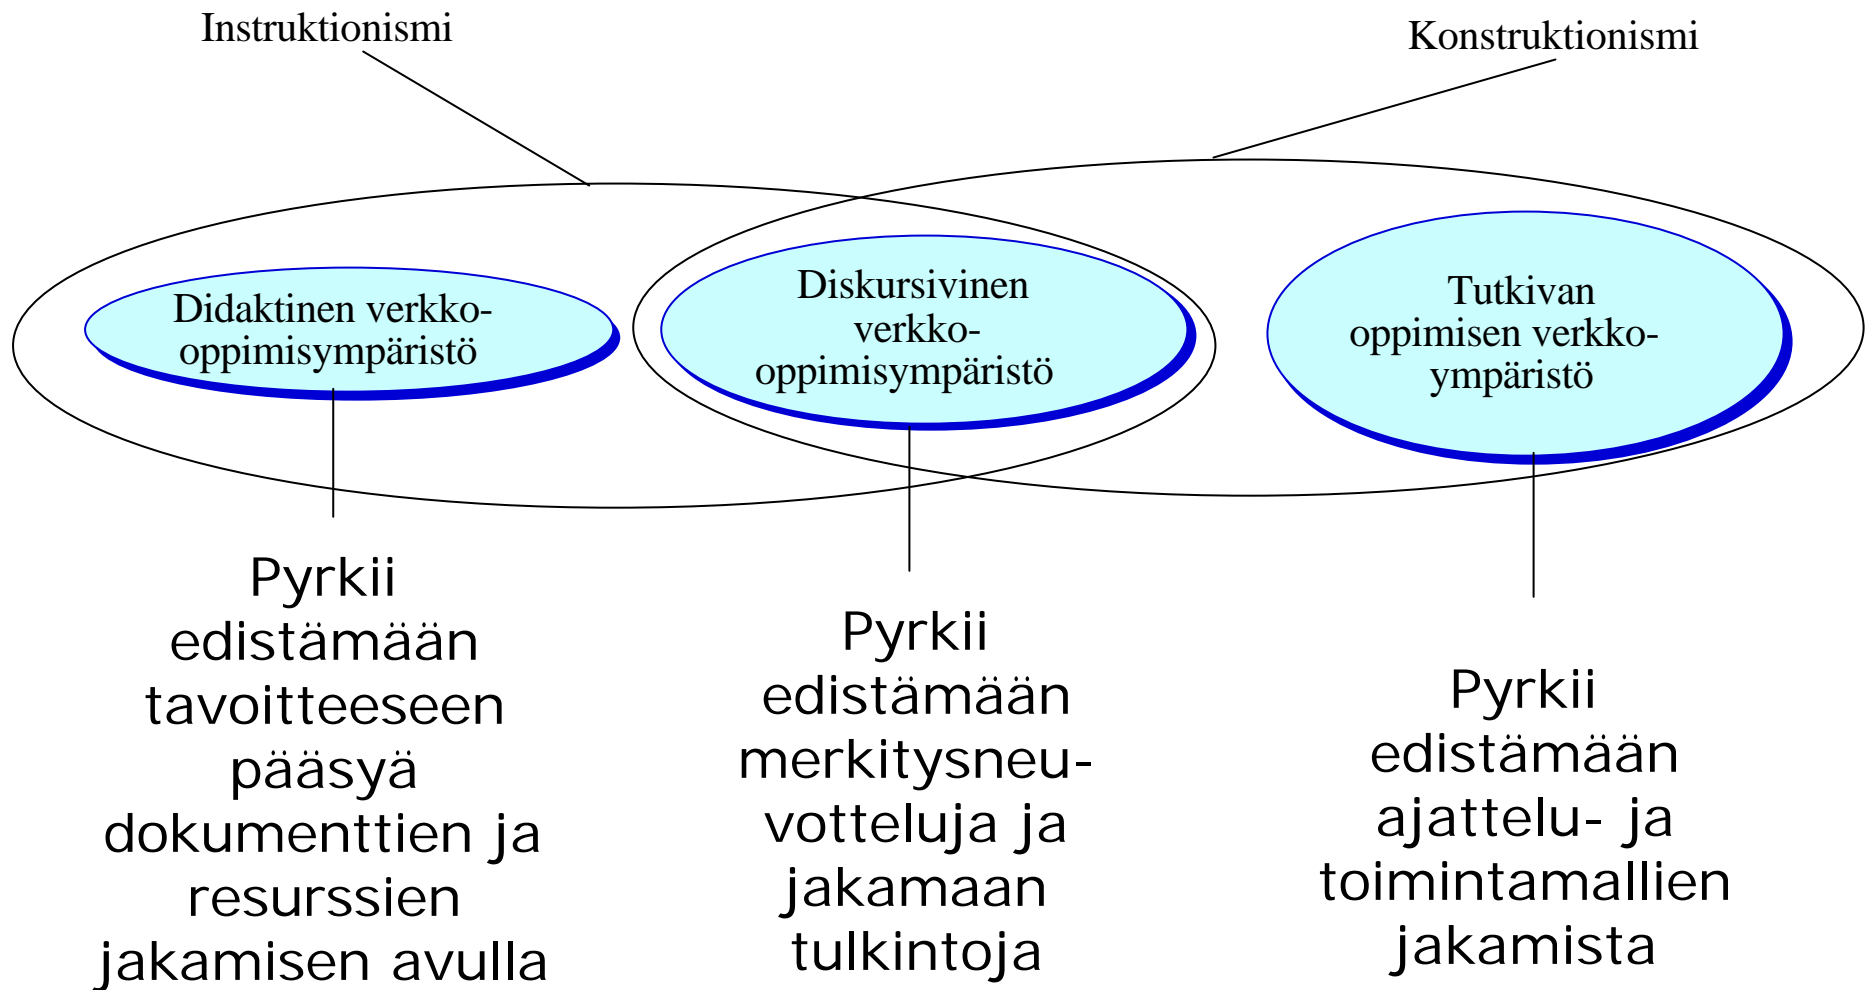 Instruktionismi
Konstruktionismi
Didaktinen verkko-
oppimisympäristö
Diskursivinen
verkko-
oppimisympäristö
Tutkivan
oppimisen verkko-
ympäristö
Pyrkii
edistämään
tavoitteeseen
pääsyä
dokumenttien ja
resurssien
jakamisen avulla
Pyrkii
edistämään
merkitysneu-
votteluja ja
jakamaan
tulkintoja
Pyrkii
edistämään
ajattelu- ja
toimintamallien
jakamista